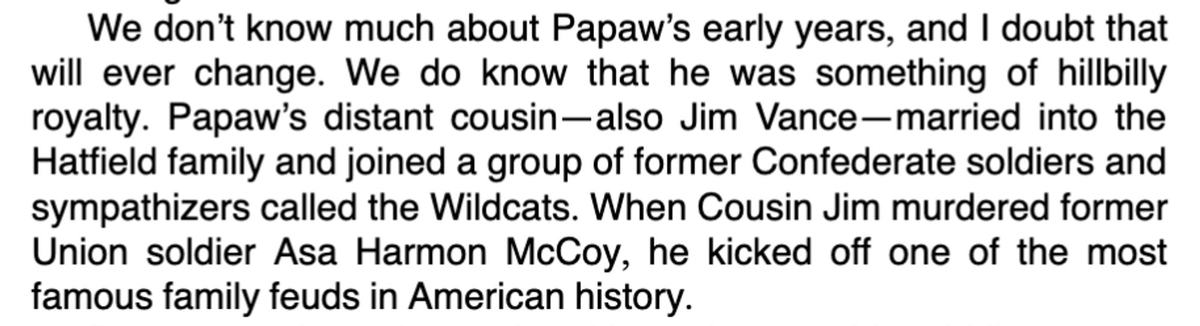 We don’t know much about Papaw’s early years, and I doubt that
will ever change. We do know that he was something of hillbilly
royalty. Papaw’s distant cousin—also Jim Vance—married into the
Hatfield family and joined a group of former Confederate soldiers and
sympathizers called the Wildcats. When Cousin Jim murdered former
Union soldier Asa Harmon McCoy, he kicked off one of the most
famous family feuds in American history.